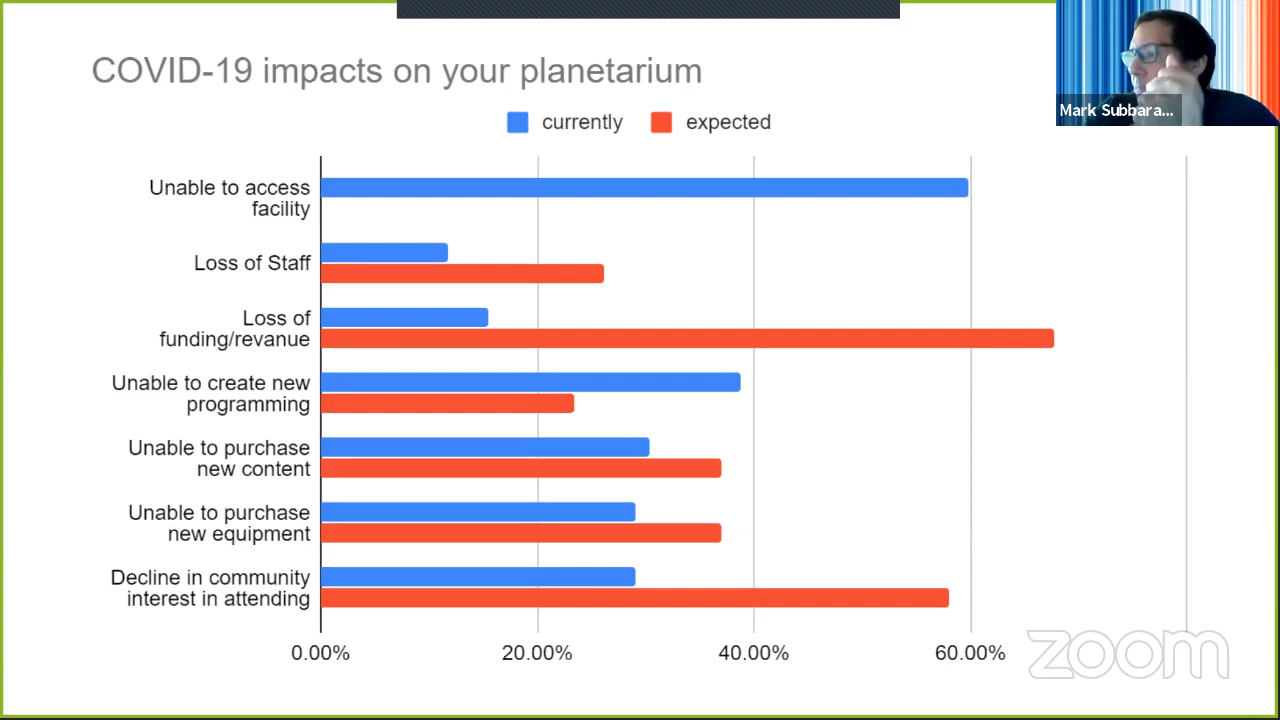 COVID-19 impacts on your planetarium
Mark Subbara...
currently
expected
Unable to access
facility
Loss of Staff
Loss of
funding/revanue
Unable to create new
programming
Unable to purchase
new content
Unable to purchase
new equipment
Decline in community
interest in attending
0.00%
20.00%
40.00%
60.00%
zoom